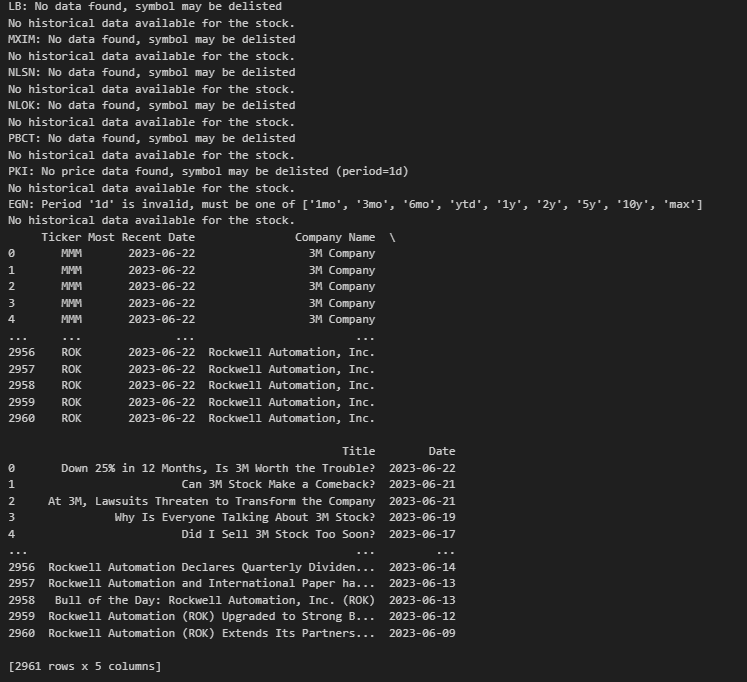 LB: No data found, symbol may be delisted
No historical data available for the stock.
MXIM: No data found, symbol may be delisted
No historical data available for the stock.
NLSN: No data found, symbol may be delisted
No historical data available for the stock.
NLOK: No data found, symbol may be delisted
No historical data available for the stock.
PBCT: No data found, symbol may be delisted
No historical data available for the stock.
PKI: No price data found, symbol may be delisted (period=1d)
No historical data available for the stock.
EGN: Period '1d' is invalid, must be one of ['1mo', '3mo', '6mo', 'ytd', '1y', '2y', '5y', '10y', 'max']
No historical data available for the stock.
     Ticker Most Recent Date               Company Name  \
0       MMM       2023-06-22                 3M Company
1       MMM       2023-06-22                 3M Company
2       MMM       2023-06-22                 3M Company
3       MMM       2023-06-22                 3M Company
4       MMM       2023-06-22                 3M Company
...     ...              ...                        ...
2956    ROK       2023-06-22  Rockwell Automation, Inc.
2957    ROK       2023-06-22  Rockwell Automation, Inc.
2958    ROK       2023-06-22  Rockwell Automation, Inc.
2959    ROK       2023-06-22  Rockwell Automation, Inc.
2960    ROK       2023-06-22  Rockwell Automation, Inc.
                                                  Title        Date
0       Down 25% in 12 Months, Is 3M Worth the Trouble?  2023-06-22
1                         Can 3M Stock Make a Comeback?  2023-06-21
2     At 3M, Lawsuits Threaten to Transform the Company  2023-06-21
3               Why Is Everyone Talking About 3M Stock?  2023-06-19
4                         Did I Sell 3M Stock Too Soon?  2023-06-17
...                                                 ...         ...
2956  Rockwell Automation Declares Quarterly Dividen...  2023-06-14
2957  Rockwell Automation and International Paper ha...  2023-06-13
2958   Bull of the Day: Rockwell Automation, Inc. (ROK)  2023-06-13
2959  Rockwell Automation (ROK) Upgraded to Strong B...  2023-06-12
2960  Rockwell Automation (ROK) Extends Its Partners...  2023-06-09
[2961 rows x 5 columns]